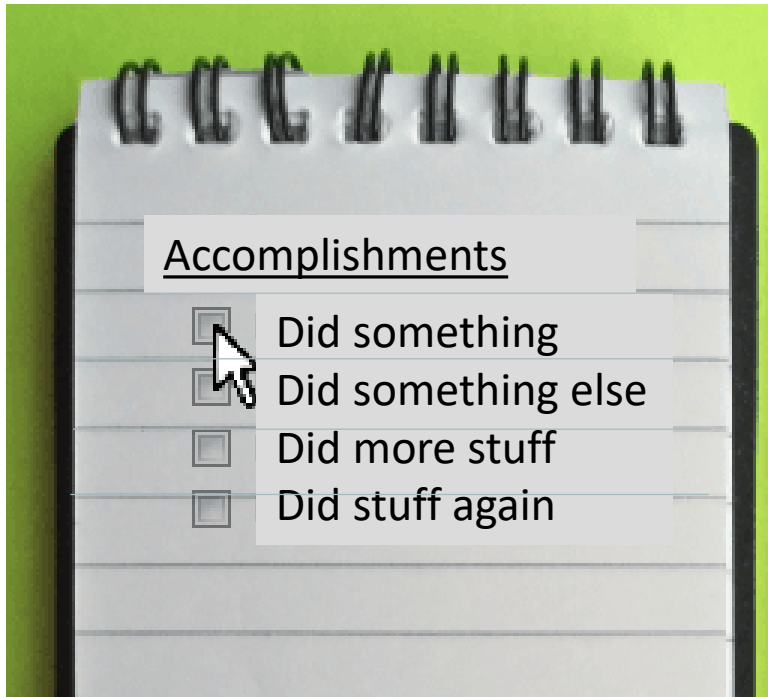 Accomplishments
Did something
Did something else
Did more stuff
Did stuff again